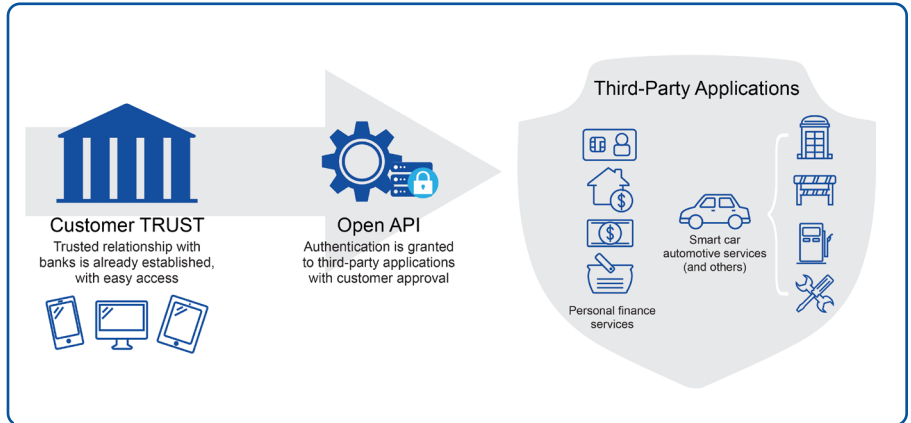 Customer TRUST
Trusted relationship with
banks is already established,
with easy access
Open API
Authentication is granted
to third-party applications
with customer approval
Third-Party Applications
Personal finance
services
Smart car
automotive services
(and others)